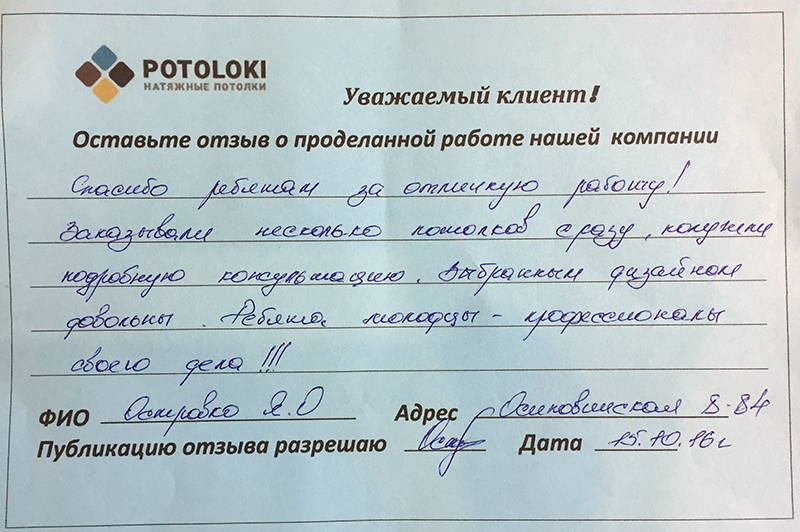 POTOLOKI
НАТЯЖНЫЕ ПОТОЛКИ
Уважаемый клиент!
Оставьте отзыв о проделанной работе нашей компании
Спасибо ребятам за отличную работу!
Заказывали несколько потолков сразу, получили
подробную консультацию. Выбранным дизайном
довольны. Ребята молодцы - профессионалы
своего дела!!!
ФИО Островко Я.О Адрес Осиповичская 8-84
Публикацию отзыва разрешаю Дата 15.10.16г